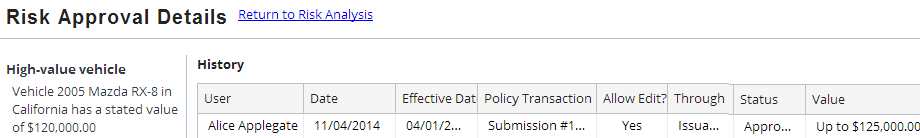 Risk Approval Details Return to Risk Analysis
High-value vehicle
Vehicle 2005 Mazda RX-8 in
California has a stated value
of $120,000.00
History
User Date Effective Dat Policy Transaction Allow Edit? Through Status Value
Alice Applegate 11/04/2014 04/01/2... Submission #1... Yes Issua... Appro... Up to $125,000.00